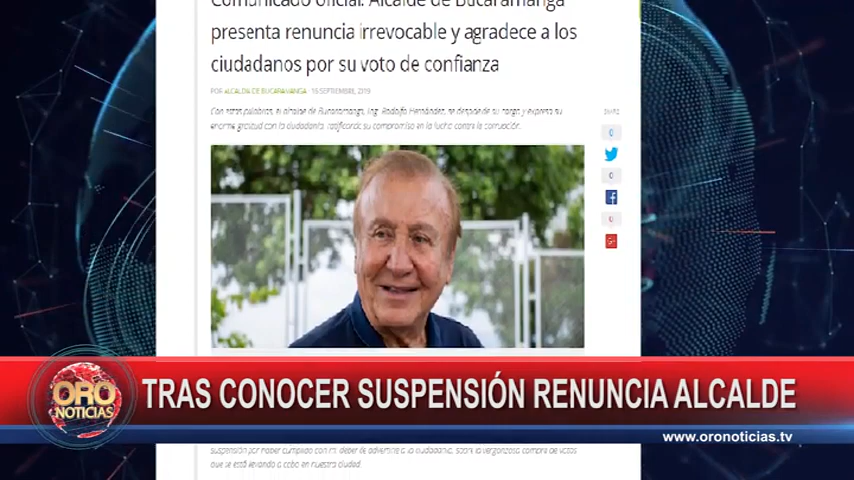 Comunicado oficial: Alcalde de Bucaramanga
presenta renuncia irrevocable y agradece a los
ciudadanos por su voto de confianza
POR ALCALDÍA DE BUCARAMANGA · 16 SEPTIEMBRE, 2019
Con estas palabras, el alcalde de Bucaramanga, Ing. Rodolfo Hernández, se despide de su cargo y expresa su
enorme gratitud con la ciudadanía, ratificando su compromiso en la lucha contra la corrupción.
SHARE
0
0
0
ORO
NOTICIAS
TRAS CONOCER SUSPENSIÓN RENUNCIA ALCALDE
www.oronoticias.tv
suspensión por haber cumplido con mi deber de advertirle a la ciudadanía, sobre la vergonzosa compra de votos
que se está llevando a cabo en nuestra ciudad.